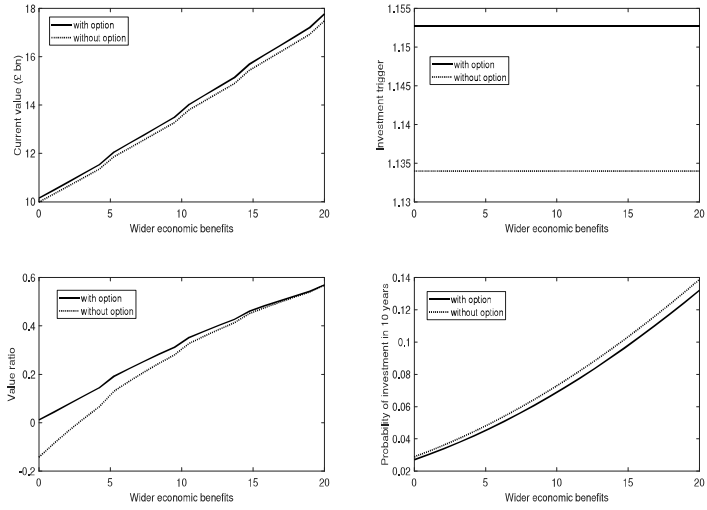 18
16
14
12
10
Current value (£ bn)
with option
without option
0 5 10 15 20
Wider economic benefits
1.155
1.15
1.145
1.14
1.135
1.13
Investment trigger
with option
without option
0 5 10 15 20
Wider economic benefits
0.6
0.4
0.2
0
-0.2
Value ratio
with option
without option
0 5 10 15 20
Wider economic benefits
0.14
0.12
0.1
0.08
0.06
0.04
0.02
Probability of investment in 10 years
with option
without option
0 5 10 15 20
Wider economic benefits